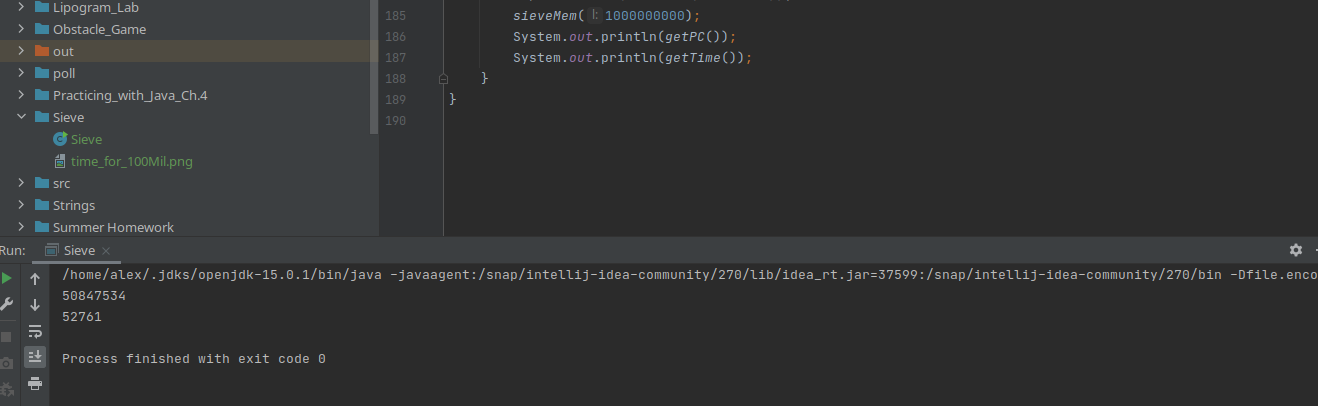 Lipogram_Lab
Obstacle_Game
out
poll
Practicing_with_Java_Ch.4
Sieve
Sieve
time_for_100Mil.png
src
Strings
Summer Homework
185 sieveMem( l: 1000000000);
186 System.out.println(getPC());
187 System.out.println(getTime());
188 }
189 }
190
Run: Sieve
/home/alex/.jdks/openjdk-15.0.1/bin/java -javaagent:/snap/intellij-idea-community/270/lib/idea_rt.jar=37599:/snap/intellij-idea-community/270/bin -Dfile.enco
50847534
52761
Process finished with exit code 0